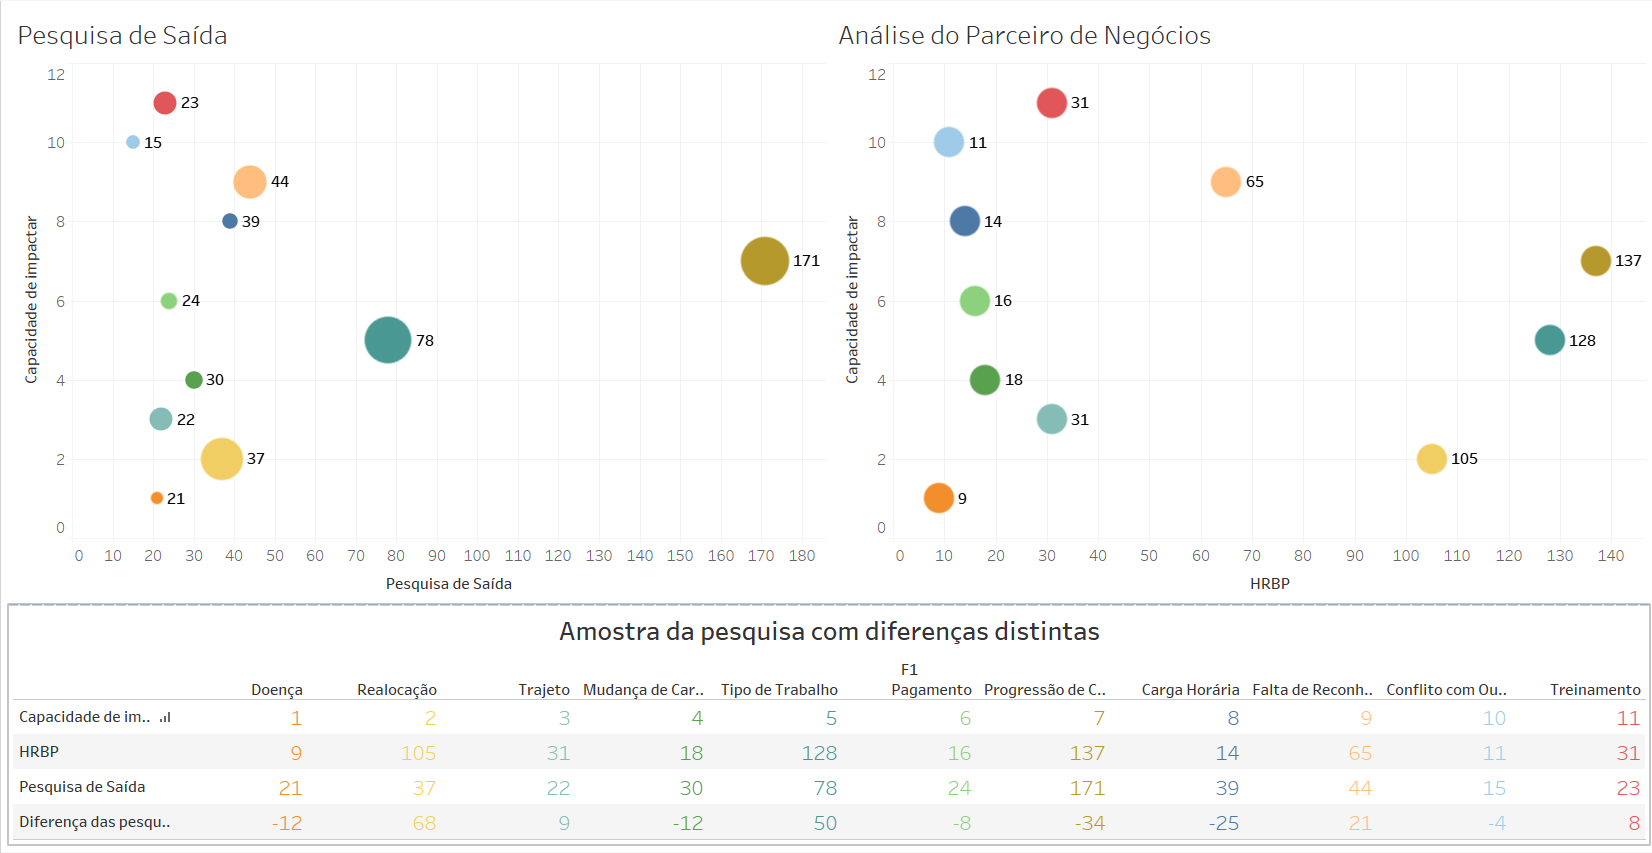 Pesquisa de Saída
12
10
8
6
4
2
0
Capacidade de impactar
23
15
44
39
171
24
78
30
22
37
21
0 10 20 30 40 50 60 70 80 90 100 110 120 130 140 150 160 170 180
Pesquisa de Saída
Análise do Parceiro de Negócios
12
10
8
6
4
2
0
Capacidade de impactar
31
11
65
14
137
16
128
18
31
105
9
0 10 20 30 40 50 60 70 80 90 100 110 120 130 140
HRBP
Amostra da pesquisa com diferenças distintas
F1
Doença Realocação Trajeto Mudança de Car.. Tipo de Trabalho Pagamento Progressão de C.. Carga Horária Falta de Reconh.. Conflito com Ou.. Treinamento
Capacidade de im.. 1 2 3 4 5 6 7 8 9 10 11
HRBP 9 105 31 18 128 16 137 14 65 11 31
Pesquisa de Saída 21 37 22 30 78 24 171 39 44 15 23
Diferença das pesqu.. -12 68 9 -12 50 -8 -34 -25 21 -4 8